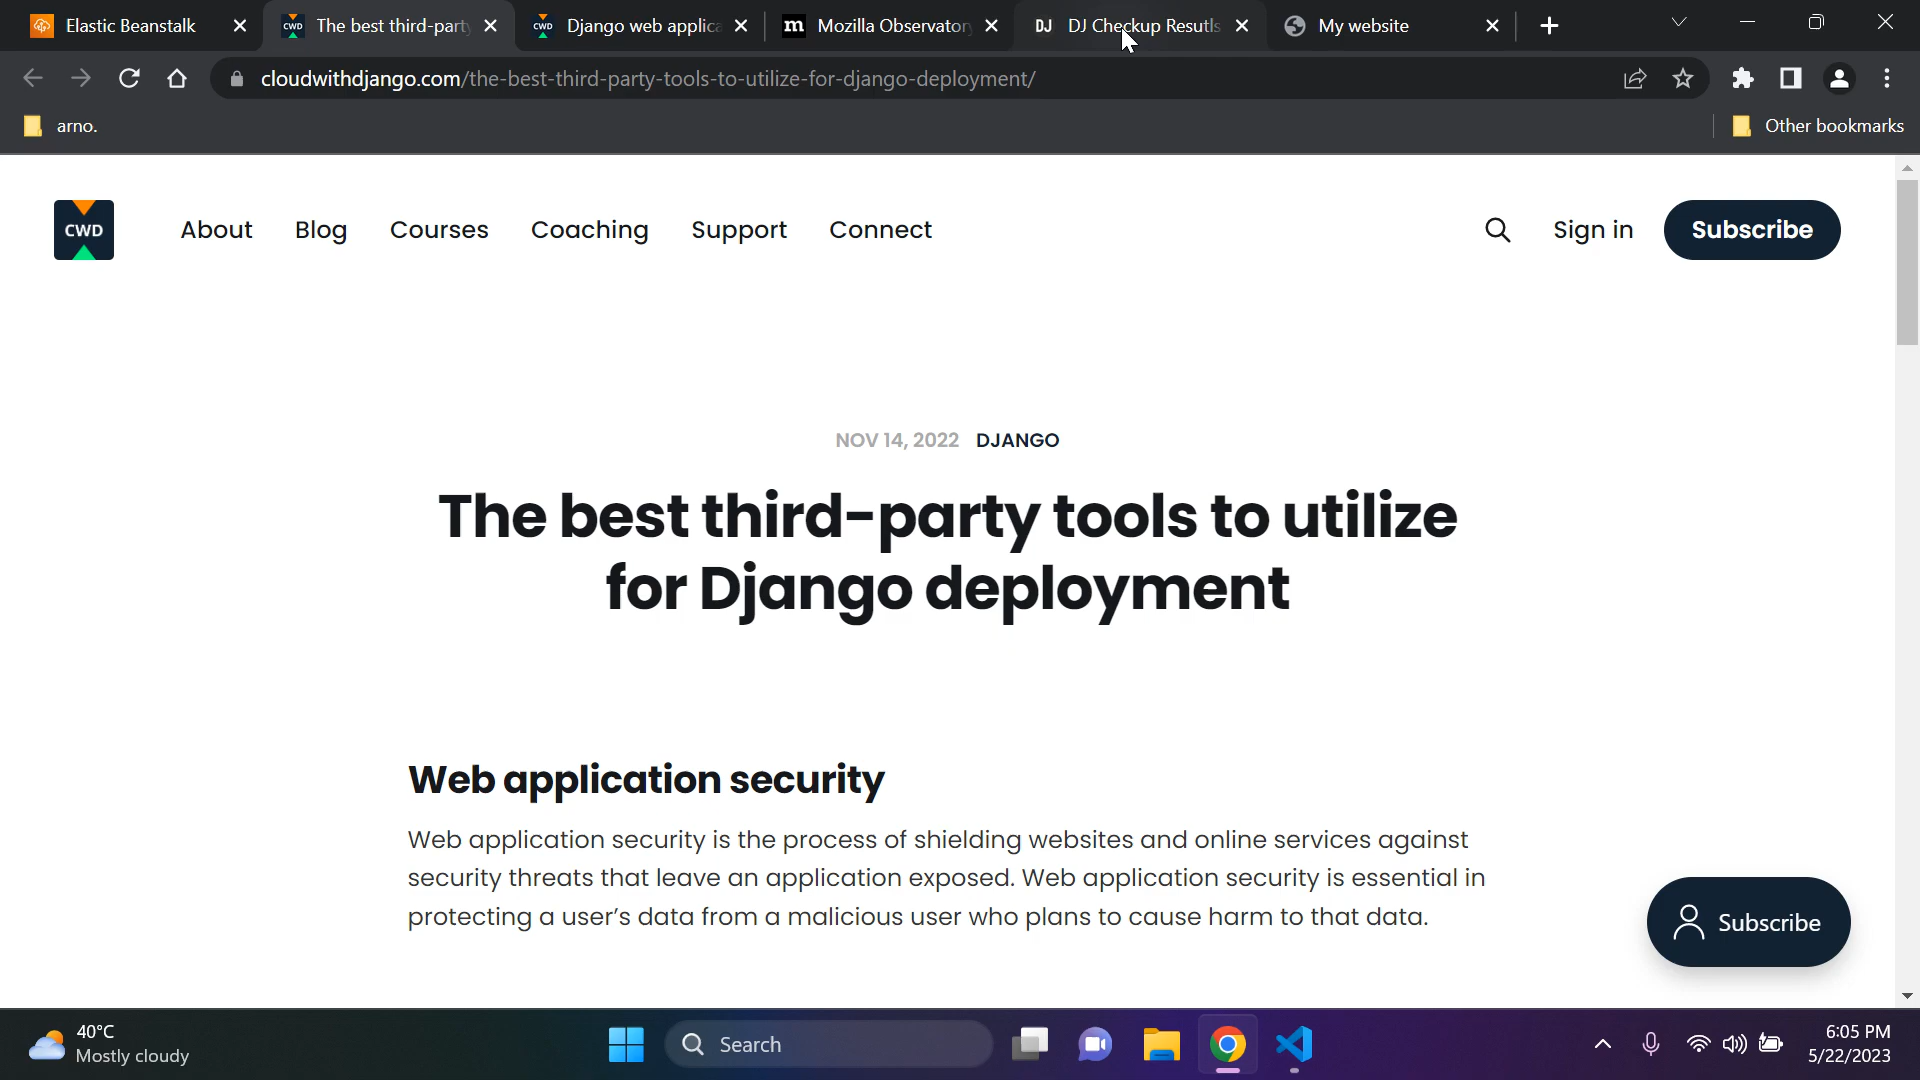 Elastic Beanstalk
The best third-party
Django web applica
Mozilla Observatory
DJ DJ Checkup Resutls
My website
cloudwithdjango.com/the-best-third-party-tools-to-utilize-for-django-deployment/
arno.
Other bookmarks
CWD
About Blog Courses Coaching Support Connect
Sign in Subscribe
NOV 14, 2022 DJANGO
The best third-party tools to utilize
for Django deployment
Web application security
Web application security is the process of shielding websites and online services against
security threats that leave an application exposed. Web application security is essential in
protecting a user’s data from a malicious user who plans to cause harm to that data.
Subscribe
40°C
Mostly cloudy
Search
6:05 PM
5/22/2023